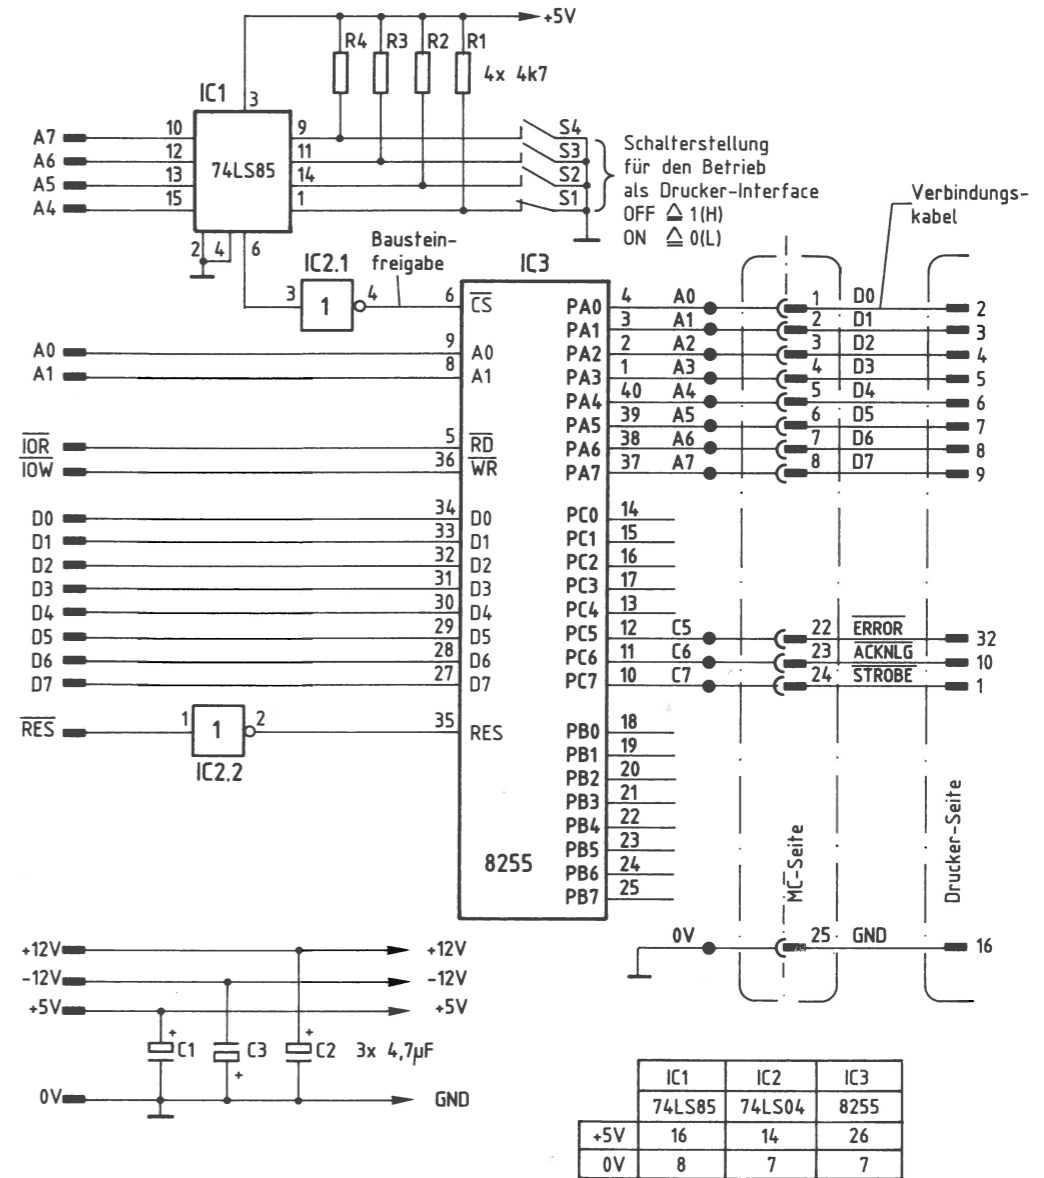 +5V
R4 R3 R2 R1
4x 4k7
IC1
3
A7 10 9 S4
A6 12 11 S3
A5 13 14 S2
A4 15 1 S1
74LS85
2 4 6
Schalterstellung
für den Betrieb
als Drucker-Interface
OFF ≙ 1(H)
ON ≙ 0(L)
Verbindungs-
kabel
Baustein-
freigabe
IC2.1
3 1 4
IC3
6 C̅S̅
A0 9 A0
A1 8 A1
I̅O̅R̅ 5 R̅D̅
I̅O̅W̅ 36 W̅R̅
D0 34 D0
D1 33 D1
D2 32 D2
D3 31 D3
D4 30 D4
D5 29 D5
D6 28 D6
D7 27 D7
R̅E̅S̅ 1 1 2 35 RES
IC2.2
8255
PA0 4 A0 1 D0 2
PA1 3 A1 2 D1 3
PA2 2 A2 3 D2 4
PA3 1 A3 4 D3 5
PA4 40 A4 5 D4 6
PA5 39 A5 6 D5 7
PA6 38 A6 7 D6 8
PA7 37 A7 8 D7 9
PC0 14
PC1 15
PC2 16
PC3 17
PC4 13
PC5 12 C5 22 E̅R̅R̅O̅R̅ 32
PC6 11 C6 23 A̅C̅K̅N̅L̅G̅ 10
PC7 10 C7 24 S̅T̅R̅O̅B̅E̅ 1
PB0 18
PB1 19
PB2 20
PB3 21
PB4 22
PB5 23
PB6 24
PB7 25
MC-Seite
Drucker-Seite
0V 25 GND 16
+12V +12V
-12V -12V
+5V +5V
+ C1 C3 + + C2 3x 4,7µF
0V GND
IC1 IC2 IC3
74LS85 74LS04 8255
+5V 16 14 26
0V 8 7 7